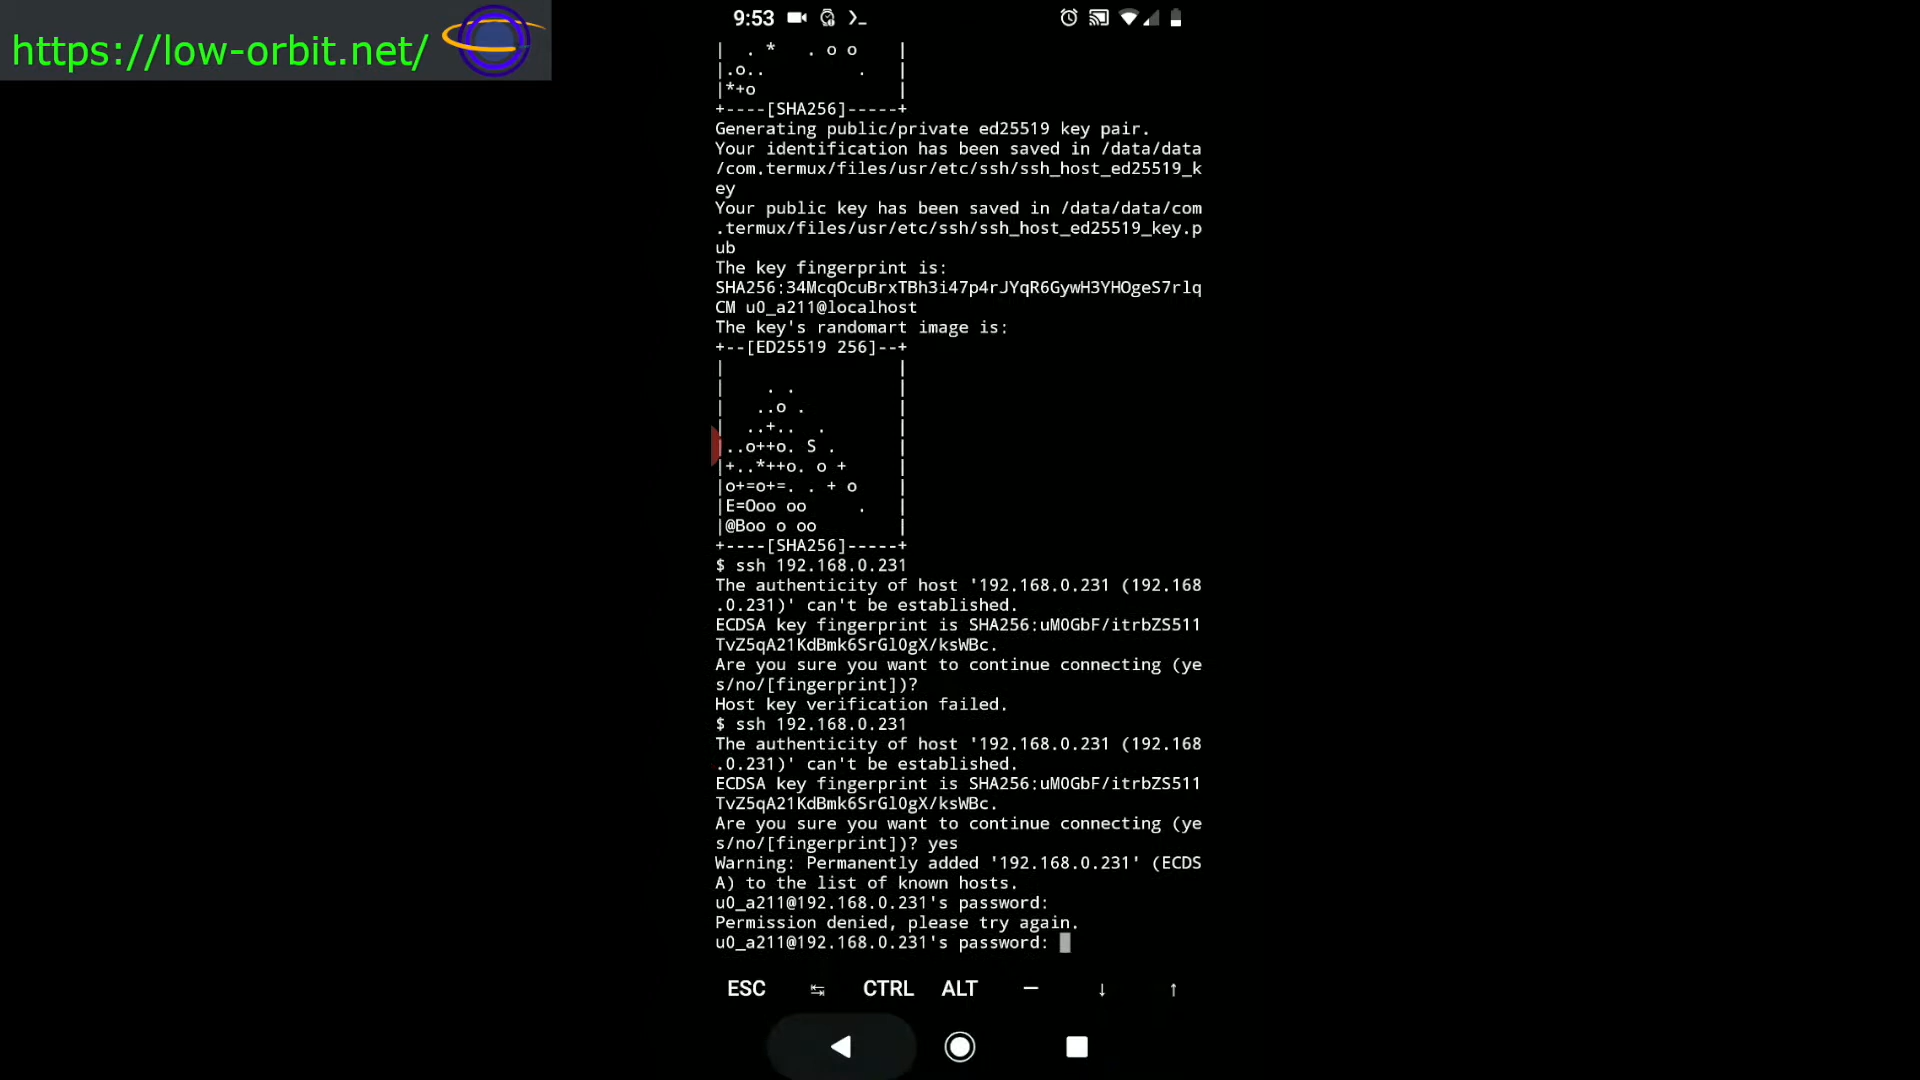 https://low-orbit.net/
9:53
|  . *   . o o    |
|.o..         .   |
|*+o              |
+----[SHA256]-----+
Generating public/private ed25519 key pair.
Your identification has been saved in /data/data
/com.termux/files/usr/etc/ssh/ssh_host_ed25519_k
ey
Your public key has been saved in /data/data/com
.termux/files/usr/etc/ssh/ssh_host_ed25519_key.p
ub
The key fingerprint is:
SHA256:34McqOcuBrxTBh3i47p4rJYqR6GywH3YHOgeS7rlq
CM u0_a211@localhost
The key's randomart image is:
+--[ED25519 256]--+
|                 |
|    . .          |
|   ..o .         |
|  ..+..  .       |
|..o++o. S .      |
|+..*++o. o +     |
|o+=o+=. . + o    |
|E=Ooo oo     .   |
|@Boo o oo        |
+----[SHA256]-----+
$ ssh 192.168.0.231
The authenticity of host '192.168.0.231 (192.168
.0.231)' can't be established.
ECDSA key fingerprint is SHA256:uM0GbF/itrbZS511
TvZ5qA21KdBmk6SrGl0gX/ksWBc.
Are you sure you want to continue connecting (ye
s/no/[fingerprint])?
Host key verification failed.
$ ssh 192.168.0.231
The authenticity of host '192.168.0.231 (192.168
.0.231)' can't be established.
ECDSA key fingerprint is SHA256:uM0GbF/itrbZS511
TvZ5qA21KdBmk6SrGl0gX/ksWBc.
Are you sure you want to continue connecting (ye
s/no/[fingerprint])? yes
Warning: Permanently added '192.168.0.231' (ECDS
A) to the list of known hosts.
u0_a211@192.168.0.231's password:
Permission denied, please try again.
u0_a211@192.168.0.231's password:
ESC ↹ CTRL ALT — ↓ ↑